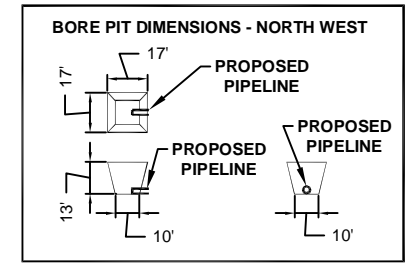 BORE PIT DIMENSIONS - NORTH WEST
17'
17'
PROPOSED
PIPELINE
PROPOSED
PIPELINE
PROPOSED
PIPELINE
13'
10'
10'